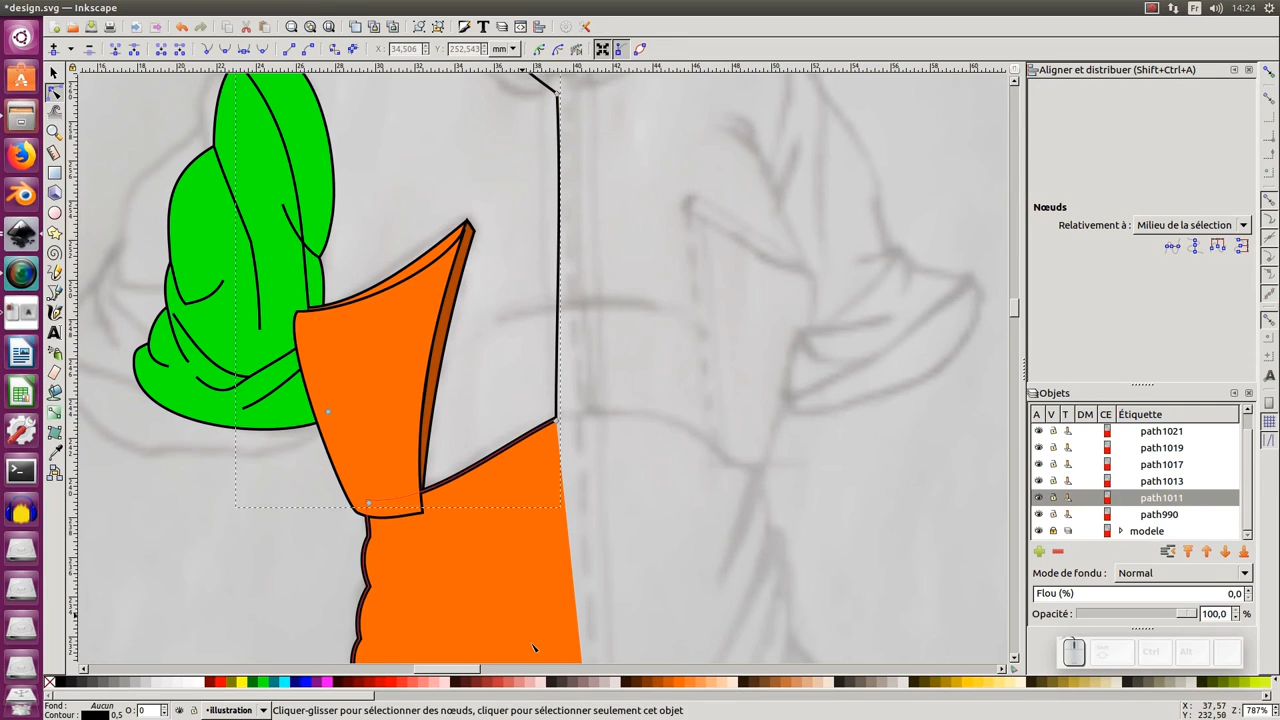 *design.svg — Inkscape
Fr
14:24
X :
34,506
Y :
252,543
mm
Aligner et distribuer (Shift+Ctrl+A)
Nœuds
Relativement à :
Milieu de la sélection
Objets
A V T DM CE Étiquette
path1021
path1019
path1017
path1013
path1011
path990
modele
Mode de fondu :
Normal
Flou (%)
0,0
Opacité :
100,0
%
Ctrl
Alt
Fond :
Aucun
Contour :
0,5
O:
0
•illustration
Cliquer-glisser pour sélectionner des nœuds, cliquer pour sélectionner seulement cet objet
X: 37,57
Y: 232,50
Z:
787%